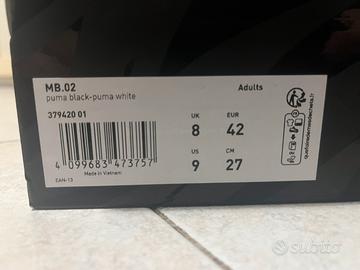 MB.02
Adults
puma black-puma white
379420 01
UK
EUR
8
42
US
CM
9
27
4 099683 473757
Made in Vietnam
EAN-13
subito